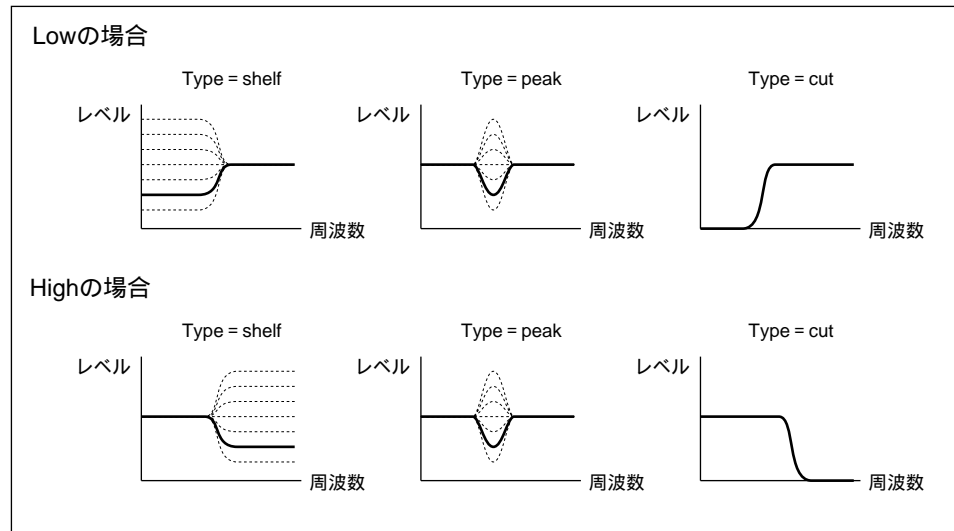 Lowの場合
Type = shelf
Type = peak
Type = cut
レベル
レベル
レベル
周波数
周波数
周波数
Highの場合
Type = shelf
Type = peak
Type = cut
レベル
レベル
レベル
周波数
周波数
周波数